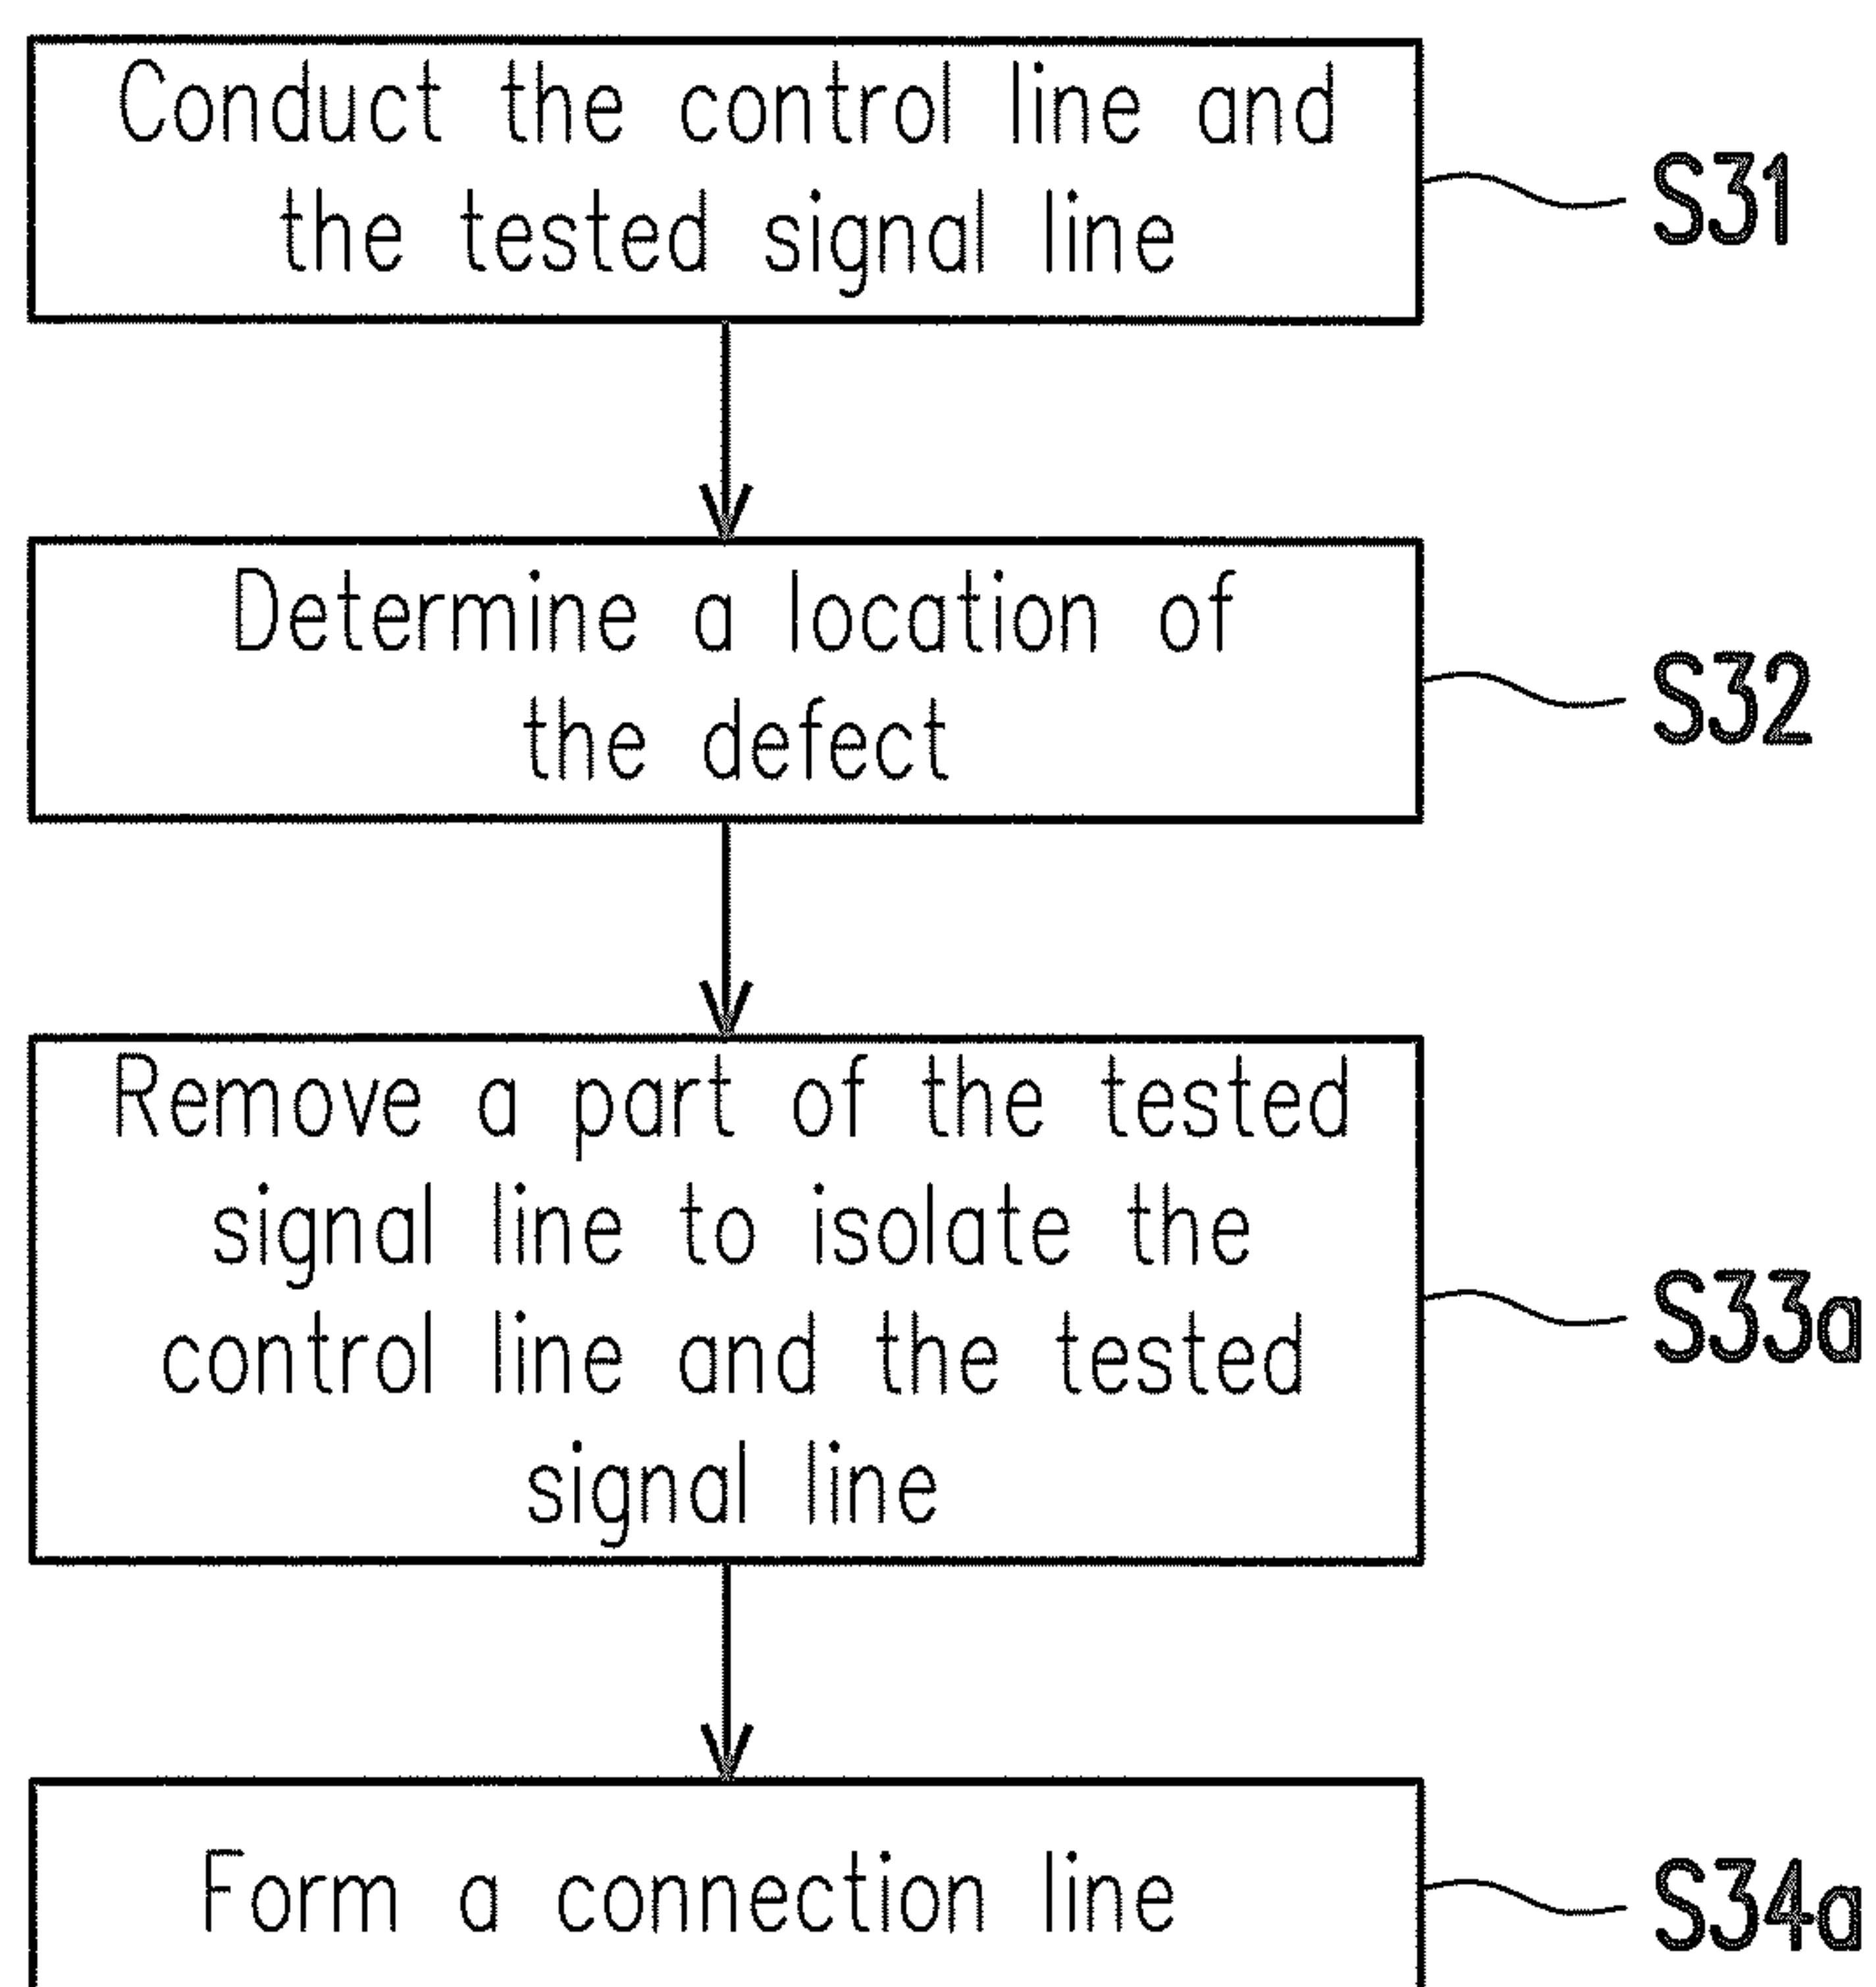 Conduct the control line and
the tested signal line
S31
Determine a location of
the defect
S32
Remove a part of the tested
signal line to isolate the
control line and the tested
signal line
S33a
Form a connection line
S34a